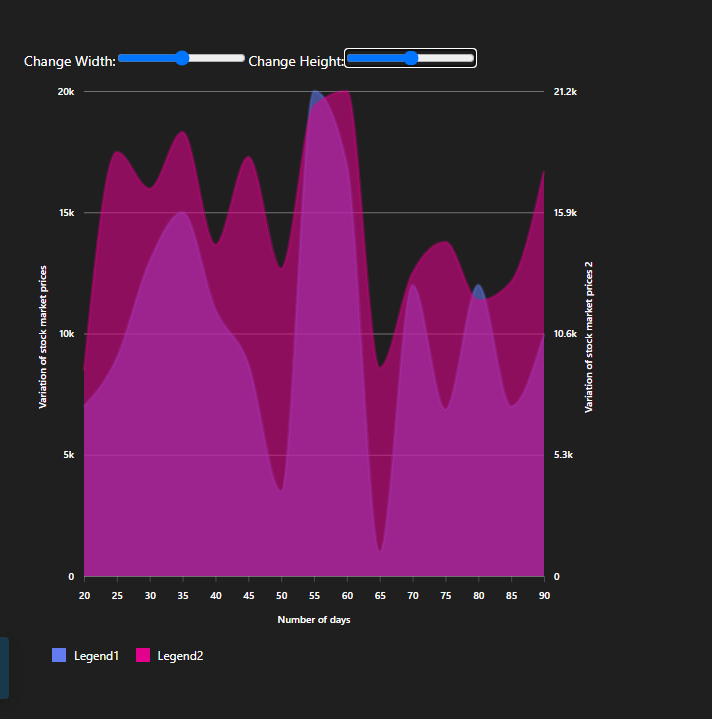 Change Width: Change Height:
20k 21.2k
15k 15.9k
Variation of stock market prices
Variation of stock market prices 2
10k 10.6k
5k 5.3k
0 0
20 25 30 35 40 45 50 55 60 65 70 75 80 85 90
Number of days
Legend1 Legend2